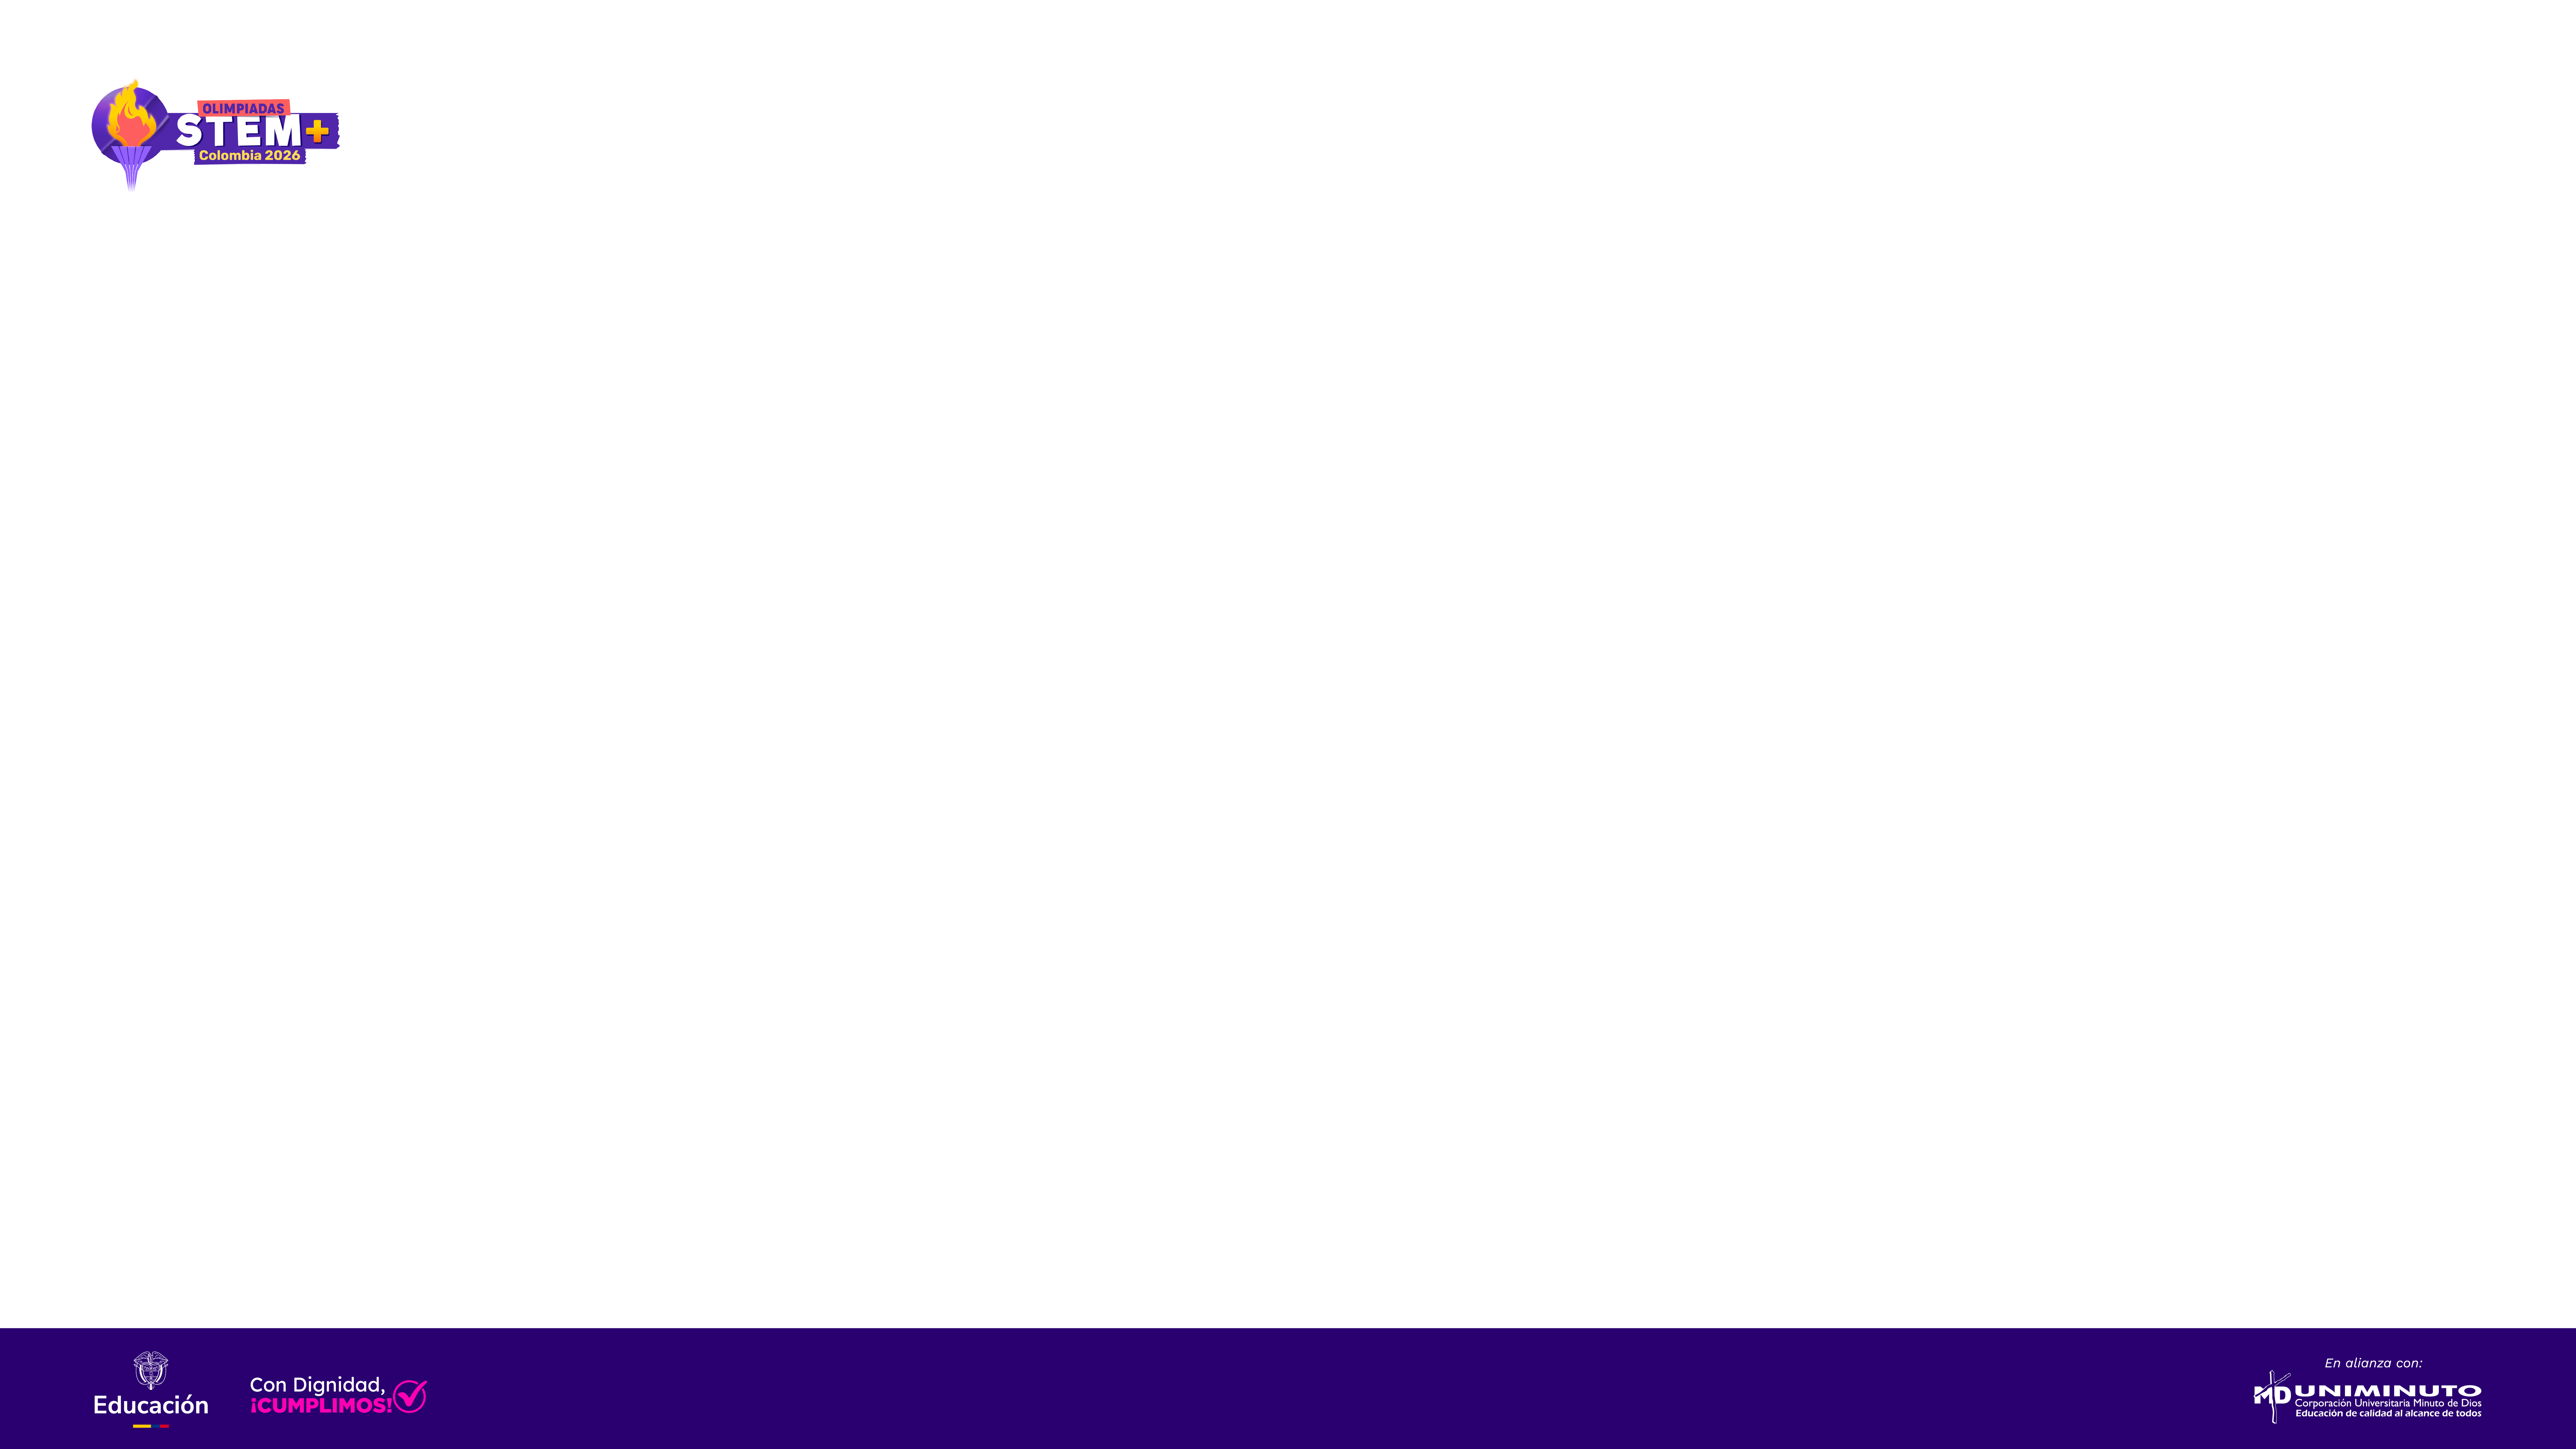 OLIMPIADAS
STEM+
Colombia 2026
Educación
Con Dignidad,
¡CUMPLIMOS!
En alianza con:
MD UNIMINUTO
Corporación Universitaria Minuto de Dios
Educación de calidad al alcance de todos